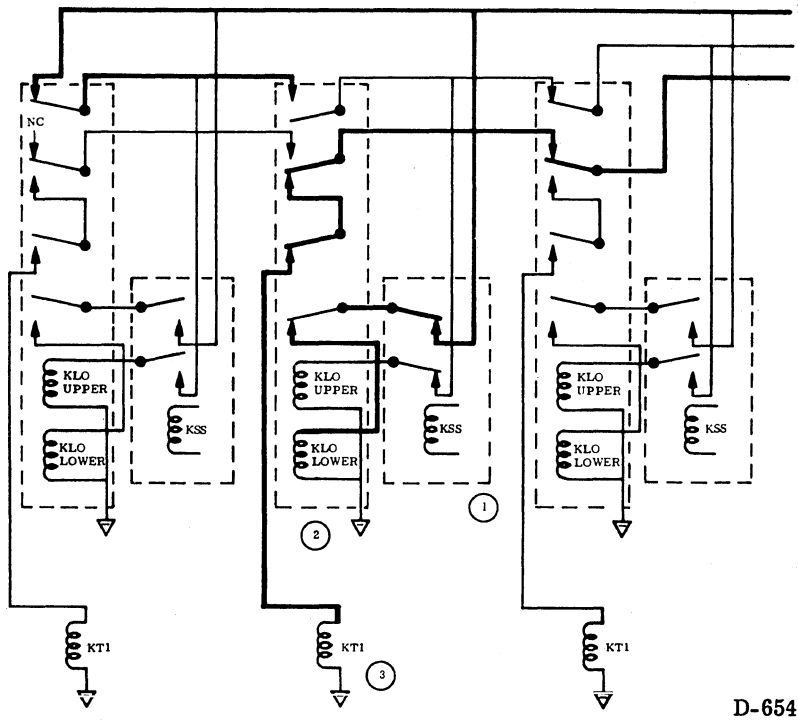 NC
KLO
UPPER
KLO
LOWER
KSS
KLO
UPPER
KLO
LOWER
KSS
KLO
UPPER
KLO
LOWER
KSS
1
2
KT1
KT1
3
KT1
D-654